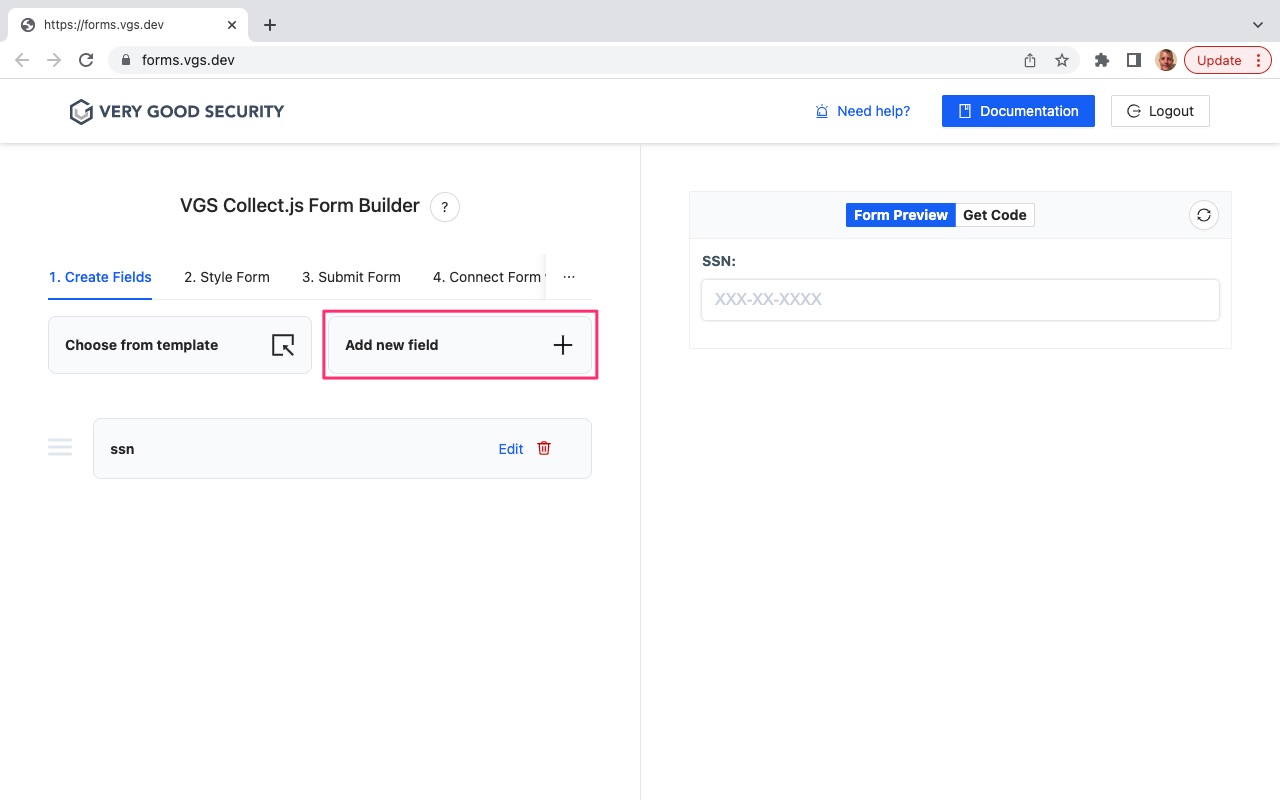 https://forms.vgs.dev
forms.vgs.dev
Update
VERY GOOD SECURITY
Need help?
Documentation
Logout
VGS Collect.js Form Builder
?
1. Create Fields
2. Style Form
3. Submit Form
4. Connect Form
...
Choose from template
Add new field
ssn
Edit
Form Preview
Get Code
SSN:
XXX-XX-XXXX